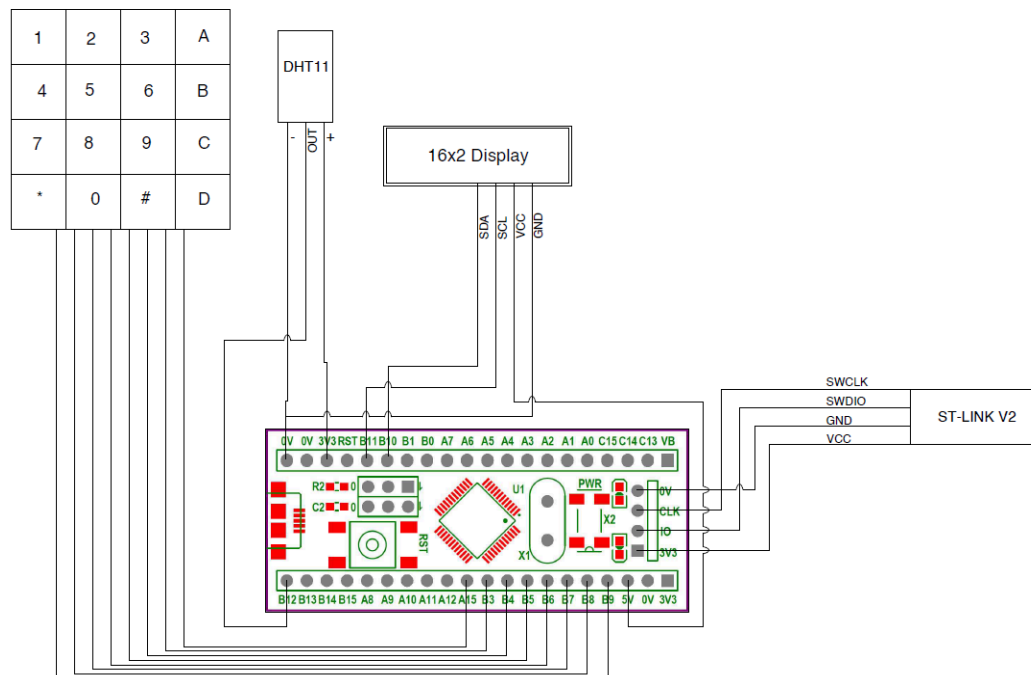 1 2 3 A
4 5 6 B
7 8 9 C
* 0 # D
DHT11
- OUT +
16x2 Display
SDA SCL VCC GND
SWCLK
SWDIO
GND
VCC
ST-LINK V2
0V 0V 3V3 RST B11 B10 B1 B0 A7 A6 A5 A4 A3 A2 A1 A0 C15 C14 C13 VB
R2 0
C2 0
RST
U1
X1
PWR
X2
0V
CLK
IO
3V3
B12 B13 B14 B15 A8 A9 A10 A11 A12 A15 B3 B4 B5 B6 B7 B8 B9 5V 0V 3V3